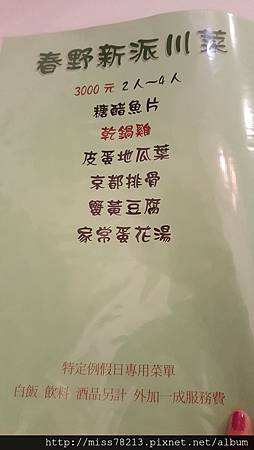 春野新派川菜
3000元 2人～4人
糖醋魚片
乾鍋雞
皮蛋地瓜葉
京都排骨
蟹黃豆腐
家常蛋花湯
特定例假日專用菜單
白飯 飲料 酒品另計 外加一成服務費
http://miss78213.pixnet.net/album